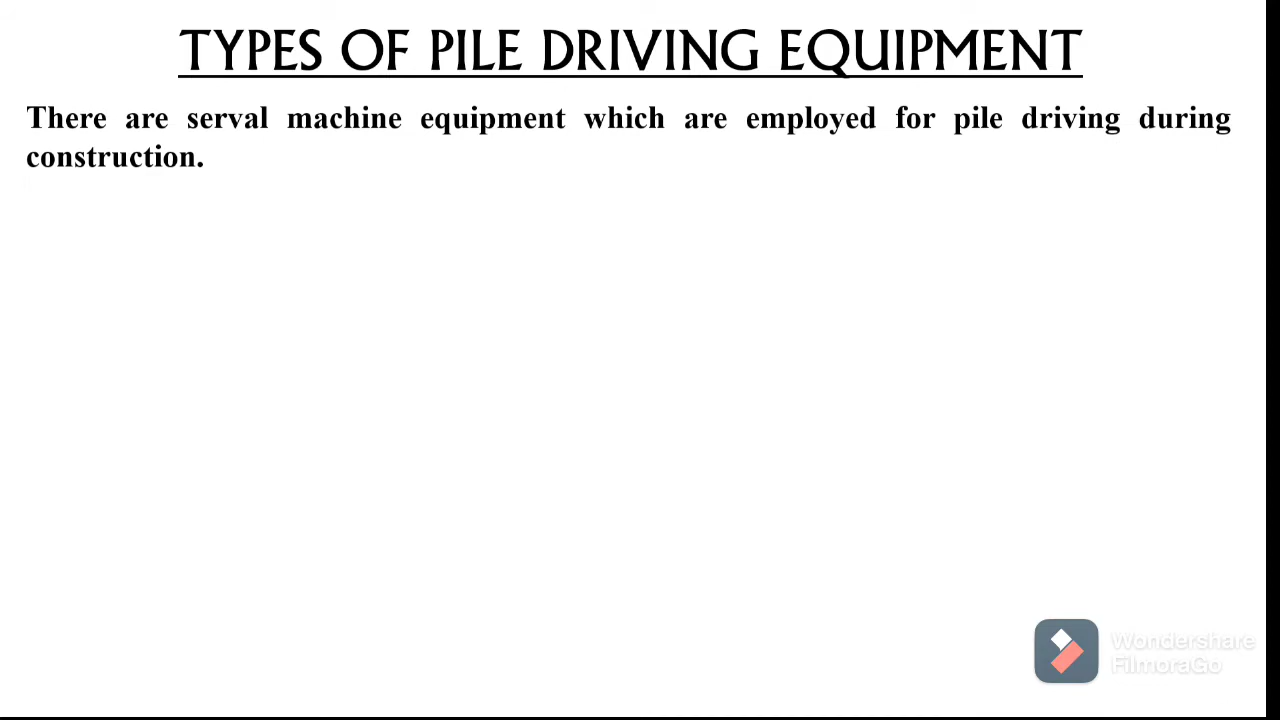 TYPES OF PILE DRIVING EQUIPMENT
There are serval machine equipment which are employed for pile driving during
construction.
Wondershare
FilmoraGo